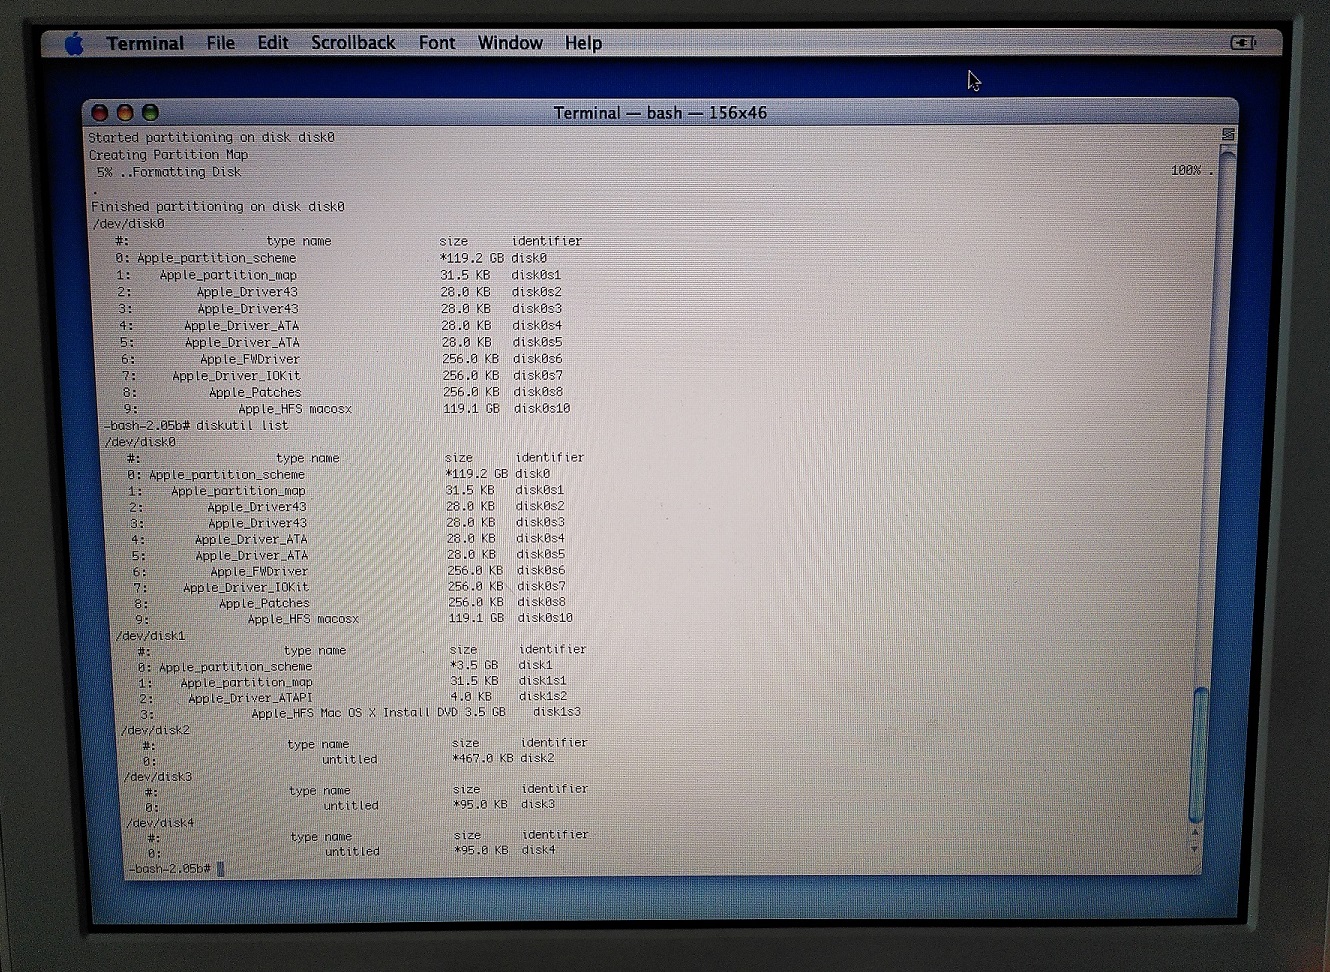 Terminal File Edit Scrollback Font Window Help
Terminal — bash — 156x46
Started partitioning on disk disk0
Creating Partition Map
5% ..Formatting Disk 100% .
.
Finished partitioning on disk disk0
/dev/disk0
#: type name size identifier
0: Apple_partition_scheme *119.2 GB disk0
1: Apple_partition_map 31.5 KB disk0s1
2: Apple_Driver43 28.0 KB disk0s2
3: Apple_Driver43 28.0 KB disk0s3
4: Apple_Driver_ATA 28.0 KB disk0s4
5: Apple_Driver_ATA 28.0 KB disk0s5
6: Apple_FWDriver 256.0 KB disk0s6
7: Apple_Driver_IOKit 256.0 KB disk0s7
8: Apple_Patches 256.0 KB disk0s8
9: Apple_HFS macosx 119.1 GB disk0s10
-bash-2.05b# diskutil list
/dev/disk0
#: type name size identifier
0: Apple_partition_scheme *119.2 GB disk0
1: Apple_partition_map 31.5 KB disk0s1
2: Apple_Driver43 28.0 KB disk0s2
3: Apple_Driver43 28.0 KB disk0s3
4: Apple_Driver_ATA 28.0 KB disk0s4
5: Apple_Driver_ATA 28.0 KB disk0s5
6: Apple_FWDriver 256.0 KB disk0s6
7: Apple_Driver_IOKit 256.0 KB disk0s7
8: Apple_Patches 256.0 KB disk0s8
9: Apple_HFS macosx 119.1 GB disk0s10
/dev/disk1
#: type name size identifier
0: Apple_partition_scheme *3.5 GB disk1
1: Apple_partition_map 31.5 KB disk1s1
2: Apple_Driver_ATAPI 4.0 KB disk1s2
3: Apple_HFS Mac OS X Install DVD 3.5 GB disk1s3
/dev/disk2
#: type name size identifier
0: untitled *467.0 KB disk2
/dev/disk3
#: type name size identifier
0: untitled *95.0 KB disk3
/dev/disk4
#: type name size identifier
0: untitled *95.0 KB disk4
-bash-2.05b#